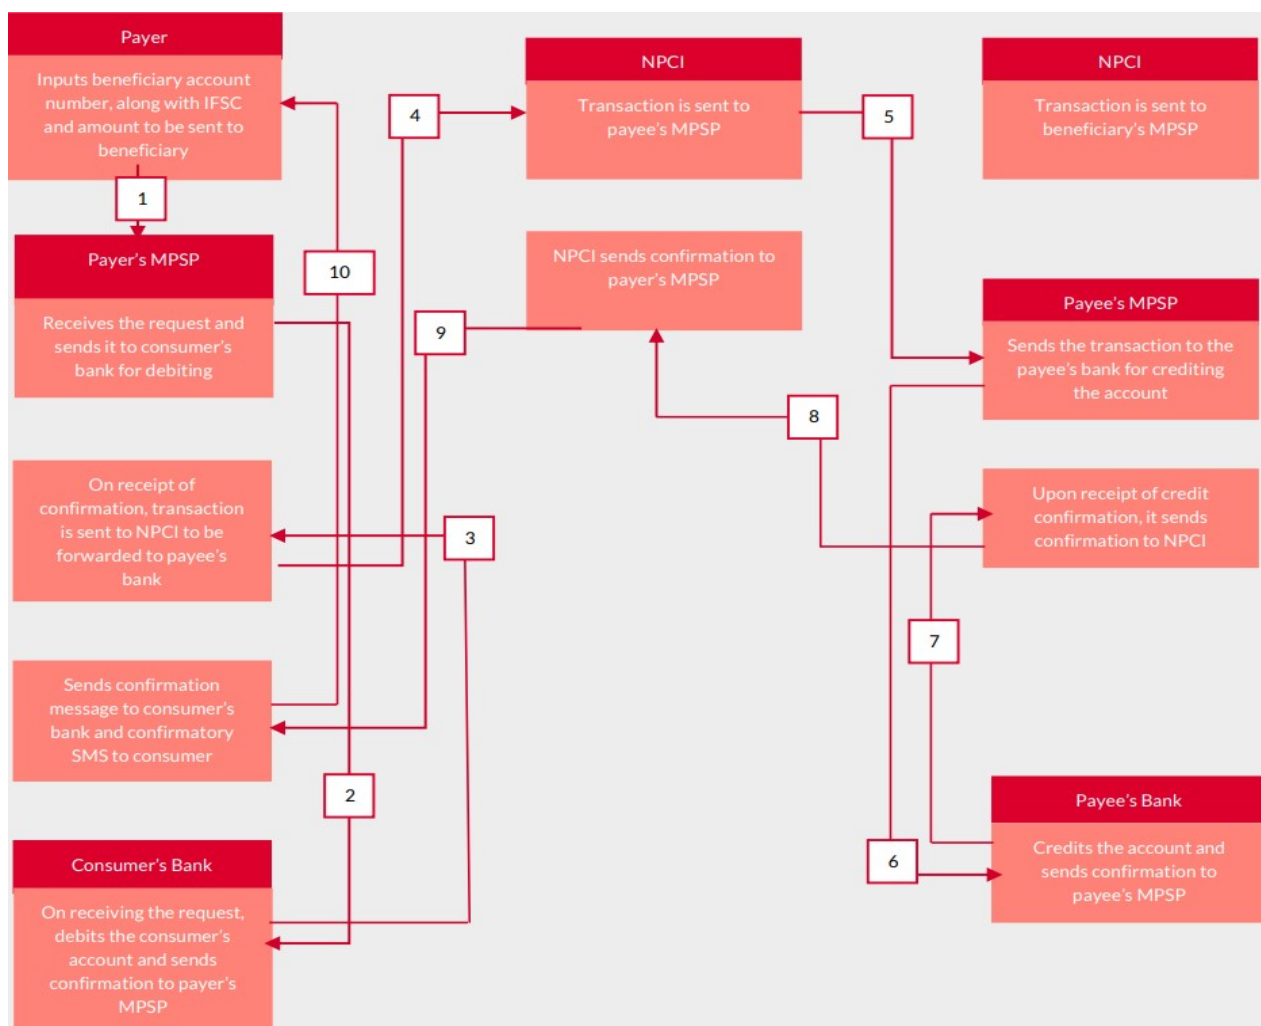 Payer
Inputs beneficiary account
number, along with IFSC
and amount to be sent to
beneficiary
1
Payer's MPSP
Receives the request and
sends it to consumer's
bank for debiting
On receipt of
confirmation, transaction
is sent to NPCI to be
forwarded to payee's
bank
Sends confirmation
message to consumer's
bank and confirmatory
SMS to consumer
Consumer's Bank
On receiving the request,
debits the consumer's
account and sends
confirmation to payer's
MPSP
10
2
4
9
3
NPCI
Transaction is sent to
payee's MPSP
NPCI sends confirmation to
payer's MPSP
5
8
7
6
NPCI
Transaction is sent to
beneficiary's MPSP
Payee's MPSP
Sends the transaction to the
payee's bank for crediting
the account
Upon receipt of credit
confirmation, it sends
confirmation to NPCI
Payee's Bank
Credits the account and
sends confirmation to
payee's MPSP